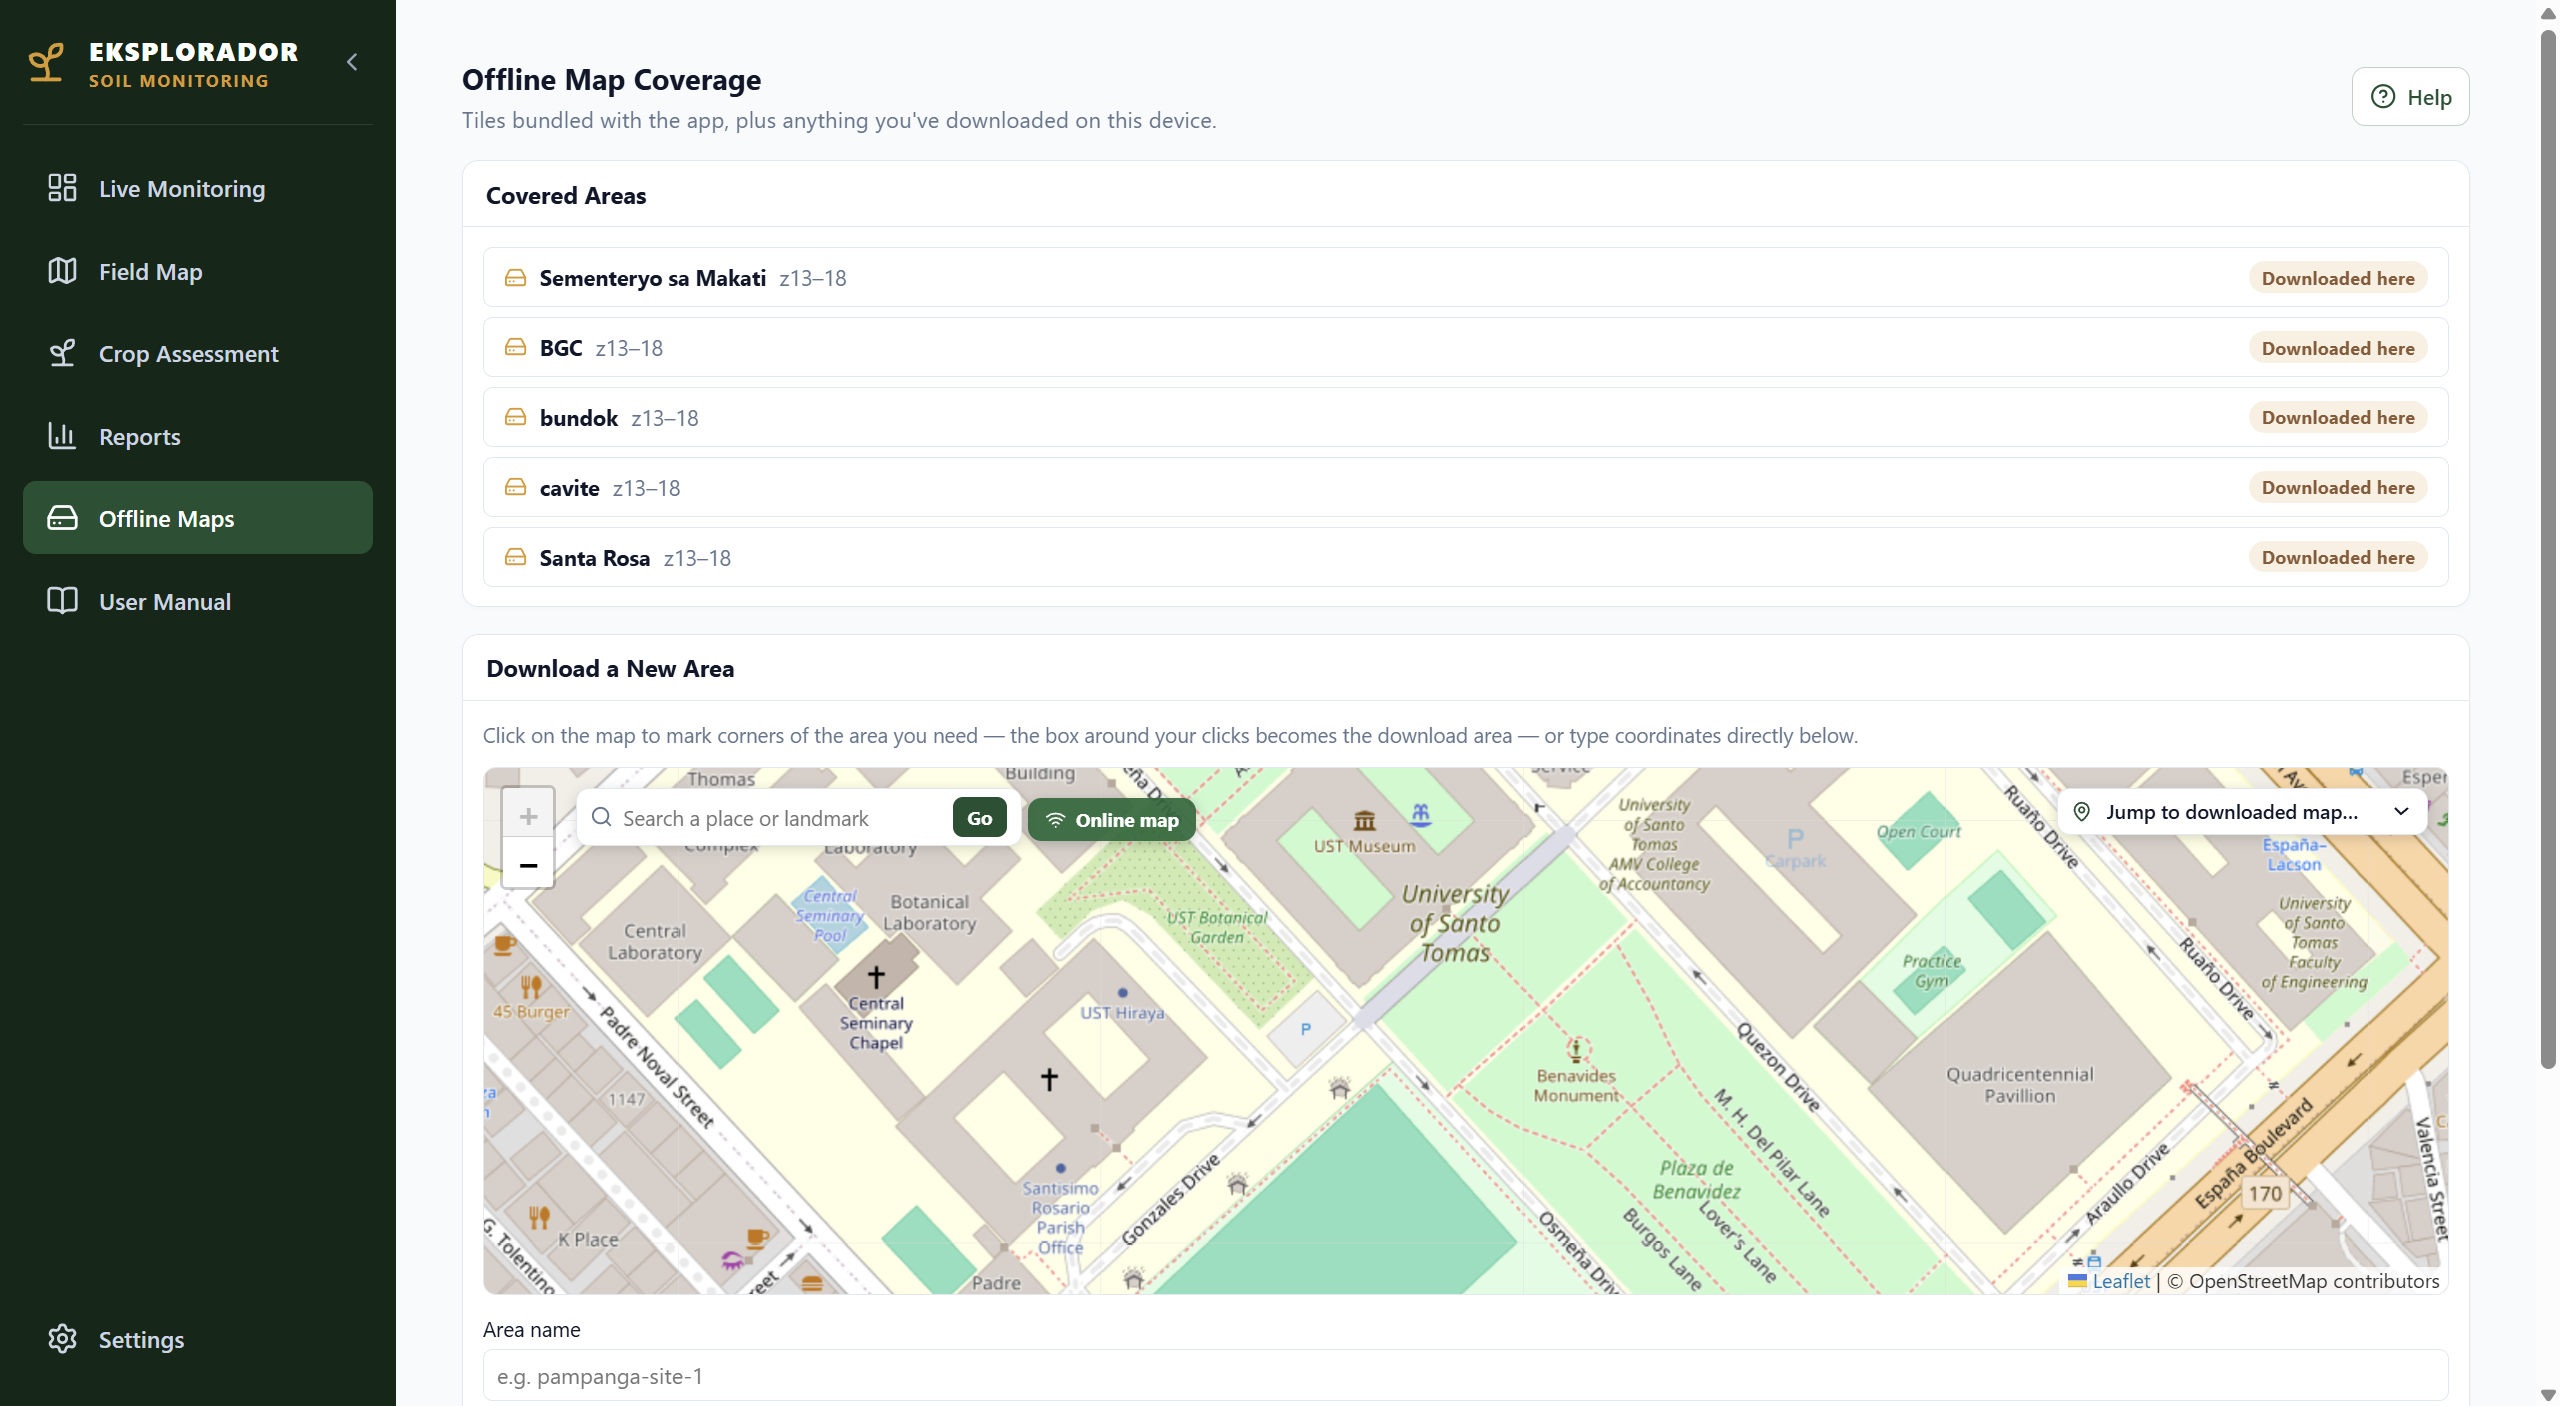 EKSPLORADOR
SOIL MONITORING
Live Monitoring
Field Map
Crop Assessment
Reports
Offline Maps
User Manual
Settings
Offline Map Coverage
Tiles bundled with the app, plus anything you've downloaded on this device.
Help
Covered Areas
Sementeryo sa Makati z13–18
Downloaded here
BGC z13–18
Downloaded here
bundok z13–18
Downloaded here
cavite z13–18
Downloaded here
Santa Rosa z13–18
Downloaded here
Download a New Area
Click on the map to mark corners of the area you need — the box around your clicks becomes the download area — or type coordinates directly below.
+
−
Search a place or landmark
Go
Online map
Jump to downloaded map...
Thomas
Complex
Building
Laboratory
Central
Laboratory
Central
Seminary
Pool
Botanical
Laboratory
Central
Seminary
Chapel
45 Burger
Padre Noval Street
1147
K Place
G. Tolentino
UST Hiraya
P
UST Botanical
Garden
UST Museum
University
of Santo
Tomas
University
of Santo
Tomas
AMV College
of Accountancy
P
Carpark
Open Court
Ruaño Drive
España–
Lacson
University
of Santo
Tomas
Faculty
of Engineering
Practice
Gym
Ruaño Drive
Benavides
Monument
Quezon Drive
M. H. Del Pilar Lane
Quadricentennial
Pavillion
Plaza de
Benavidez
Lover's Lane
Burgos Lane
Araullo Drive
España Boulevard
170
Valencia Street
Santisimo
Rosario
Parish
Office
Gonzales Drive
Padre
Leaflet | © OpenStreetMap contributors
Area name
e.g. pampanga-site-1